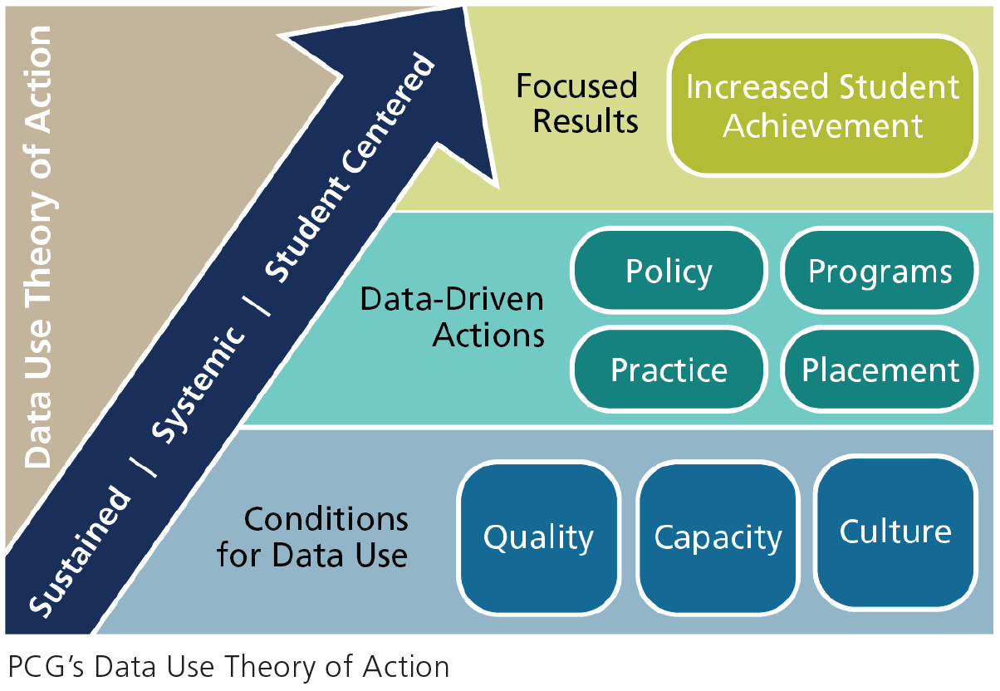 Data Use Theory of Action
Sustained | Systemic | Student Centered
Focused
Results
Increased Student
Achievement
Data-Driven
Actions
Policy
Programs
Practice
Placement
Conditions
for Data Use
Quality
Capacity
Culture
PCG's Data Use Theory of Action